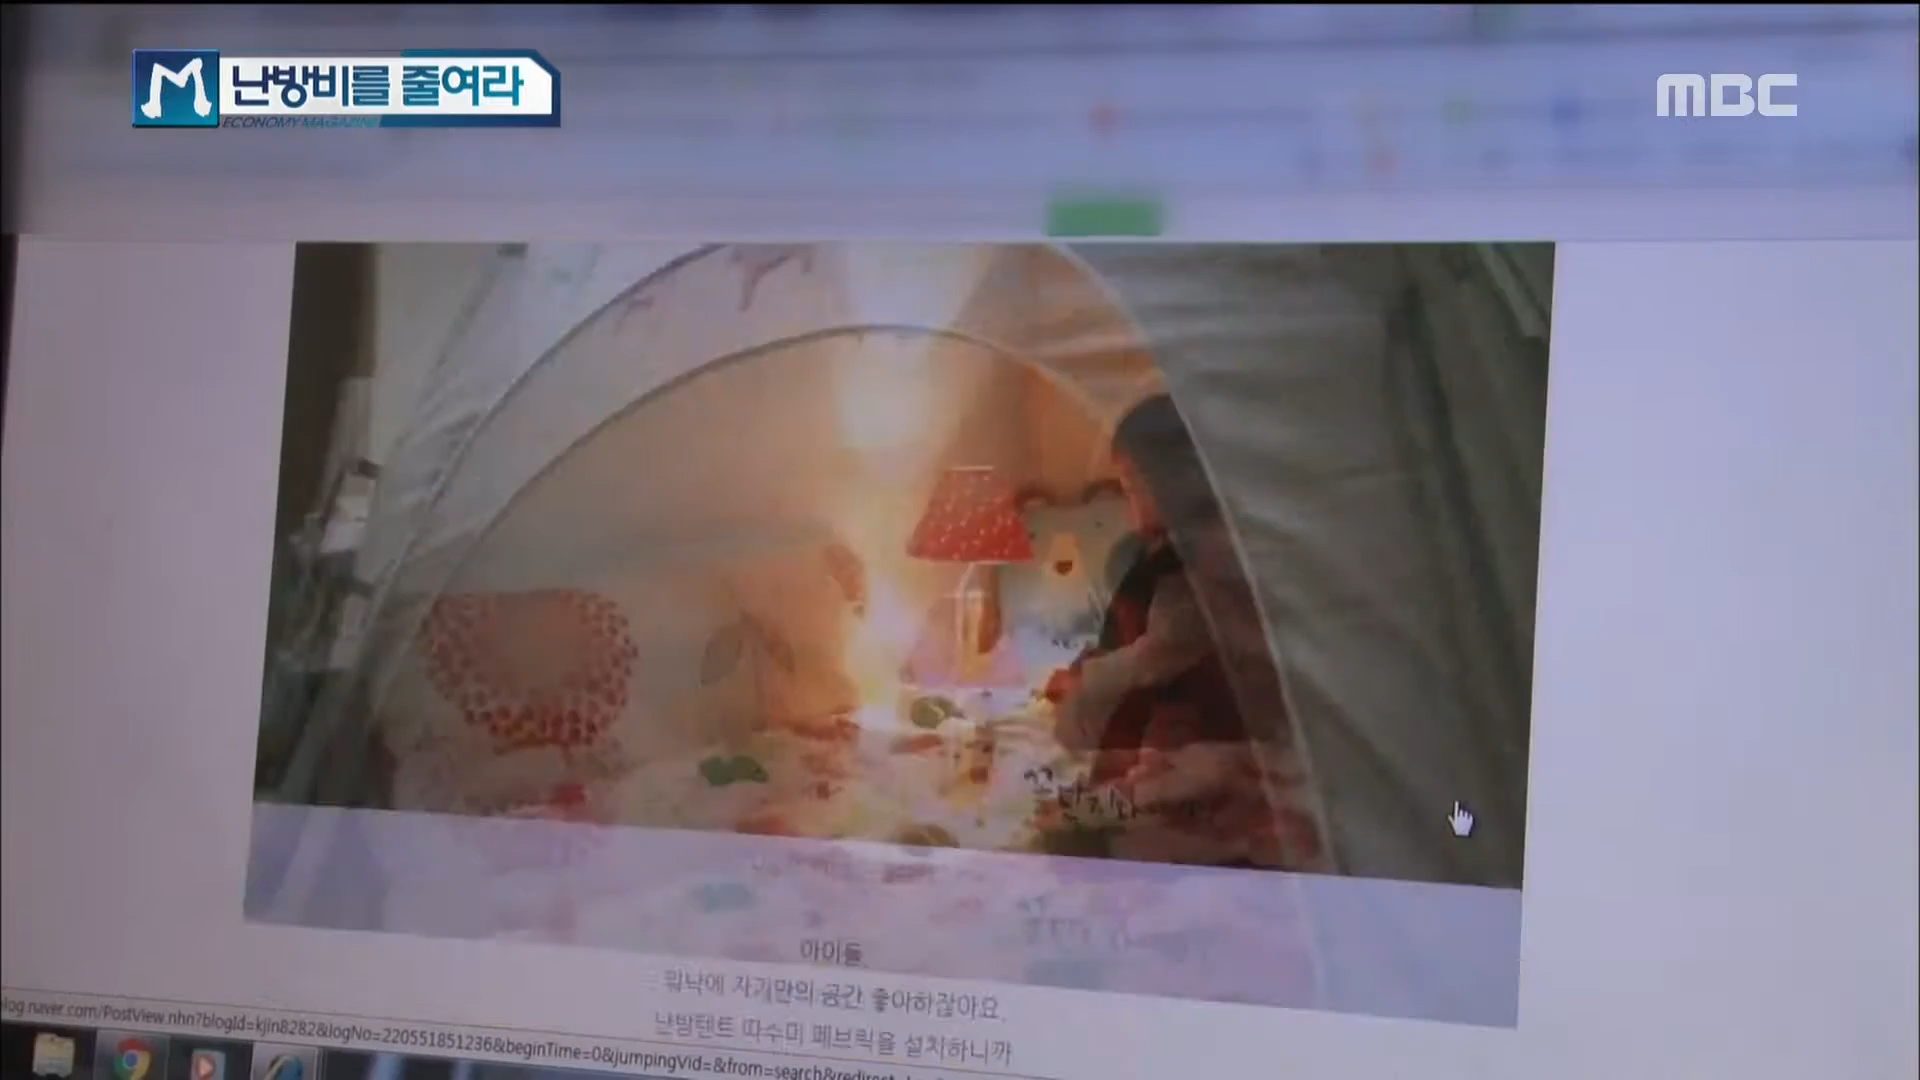 난방비를 줄여라
ECONOMY MAGAZINE
MBC
아이들
워낙에 자기만의 공간 좋아하잖아요.
난방텐트 따수미 패브릭을 설치하니까
log.naver.com/PostView.nhn?blogId=kjin8282&logNo=220551851236&beginTime=0&jumpingVid=&from=search&redirect